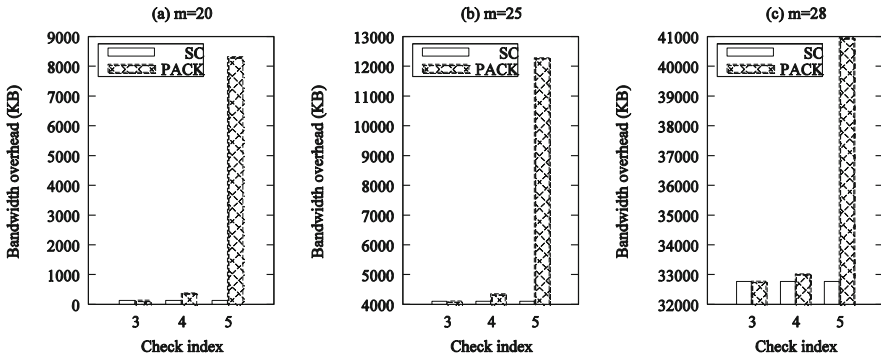 (a) m=20
9000
8000
7000
6000
5000
4000
3000
2000
1000
0
Bandwidth overhead (KB)
SC
PACK
3 4 5
Check index
(b) m=25
13000
12000
11000
10000
9000
8000
7000
6000
5000
4000
Bandwidth overhead (KB)
SC
PACK
3 4 5
Check index
(c) m=28
41000
40000
39000
38000
37000
36000
35000
34000
33000
32000
Bandwidth overhead (KB)
SC
PACK
3 4 5
Check index